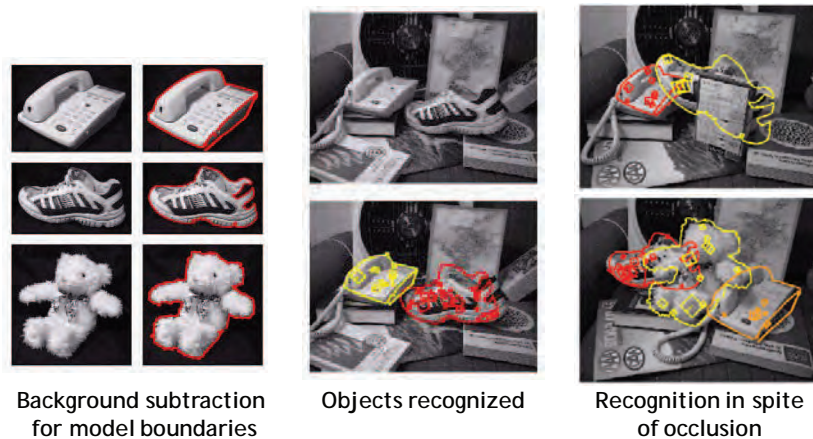 Background subtraction
for model boundaries
Objects recognized
Recognition in spite
of occlusion